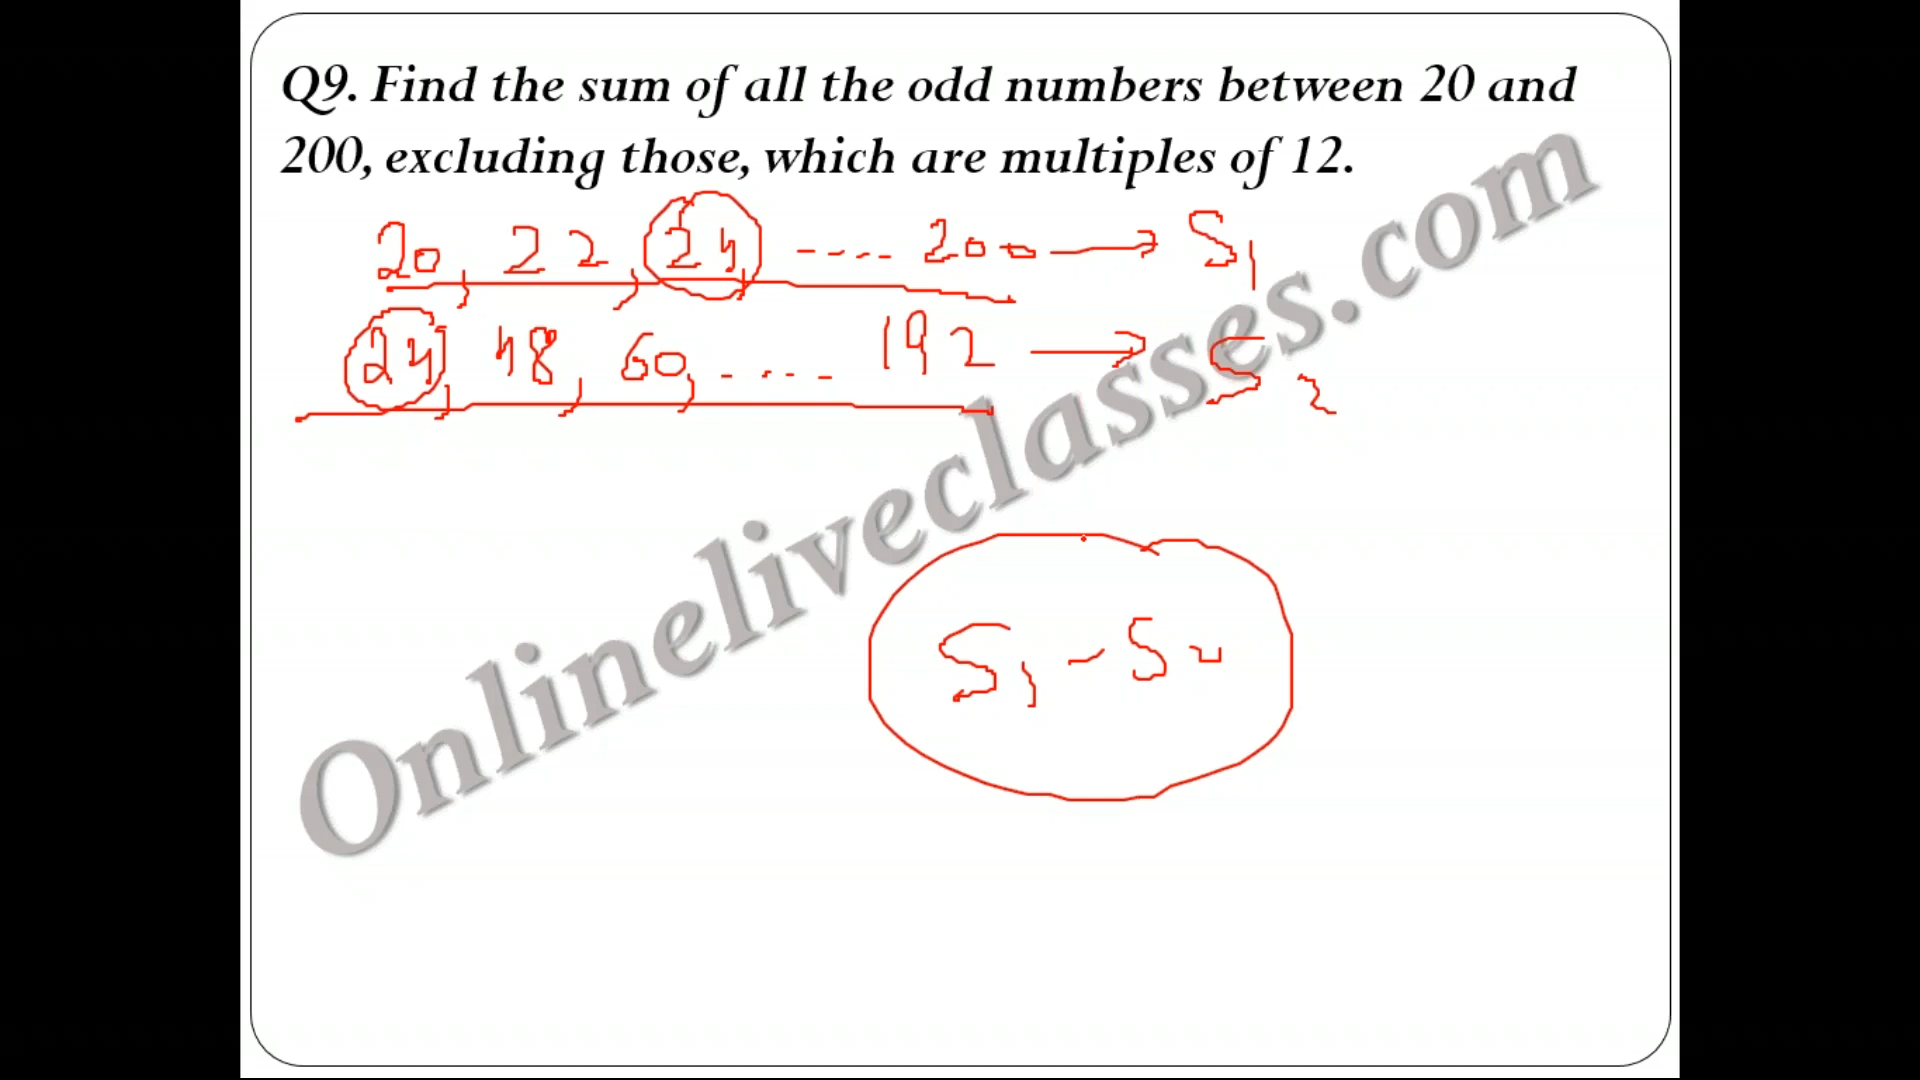 Q9. Find the sum of all the odd numbers between 20 and
200, excluding those, which are multiples of 12.
20, 22, 24, ---.. 200 → S1
24, 48, 60, ----- 192 → S2
S1 - S2
Onlineliveclasses.com